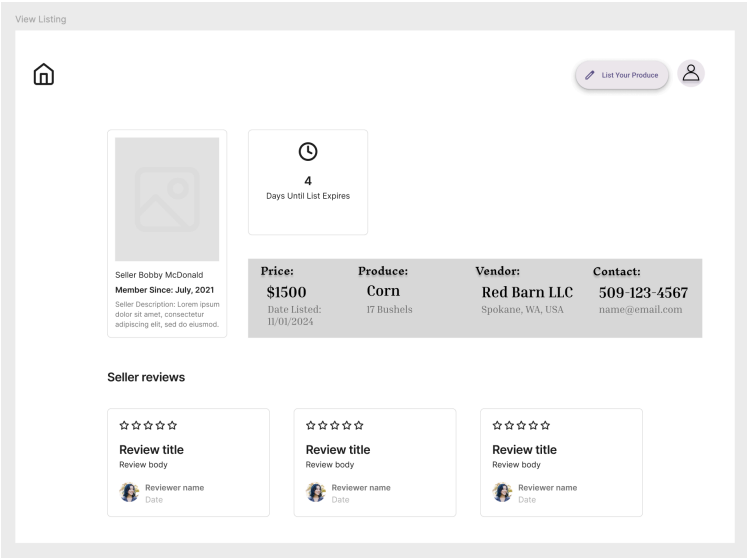 View Listing
List Your Produce
4
Days Until List Expires
Seller Bobby McDonald
Member Since: July, 2021
Seller Description: Lorem ipsum
dolor sit amet, consectetur
adipiscing elit, sed do eiusmod.
Price:
$1500
Date Listed:
11/01/2024
Produce:
Corn
17 Bushels
Vendor:
Red Barn LLC
Spokane, WA, USA
Contact:
509-123-4567
name@email.com
Seller reviews
Review title
Review body
Reviewer name
Date
Review title
Review body
Reviewer name
Date
Review title
Review body
Reviewer name
Date